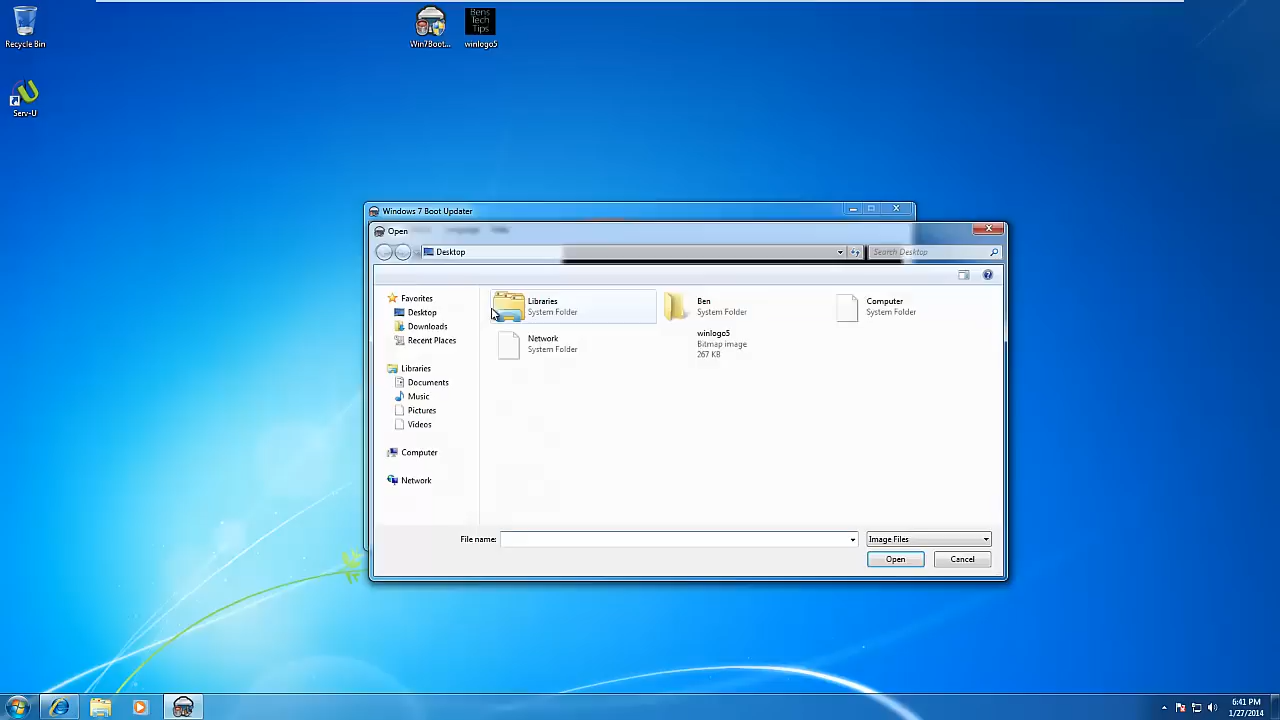 Bens
Tech
Tips
Recycle Bin
Win7Boot...
winlogo5
Serv-U
Windows 7 Boot Updater
Open
Desktop
Search Desktop
Favorites
Desktop
Downloads
Recent Places
Libraries
Documents
Music
Pictures
Videos
Computer
Network
Libraries
System Folder
Ben
System Folder
Computer
System Folder
Network
System Folder
winlogo5
Bitmap image
267 KB
File name:
Image Files
Open
Cancel
6:41 PM
1/27/2014